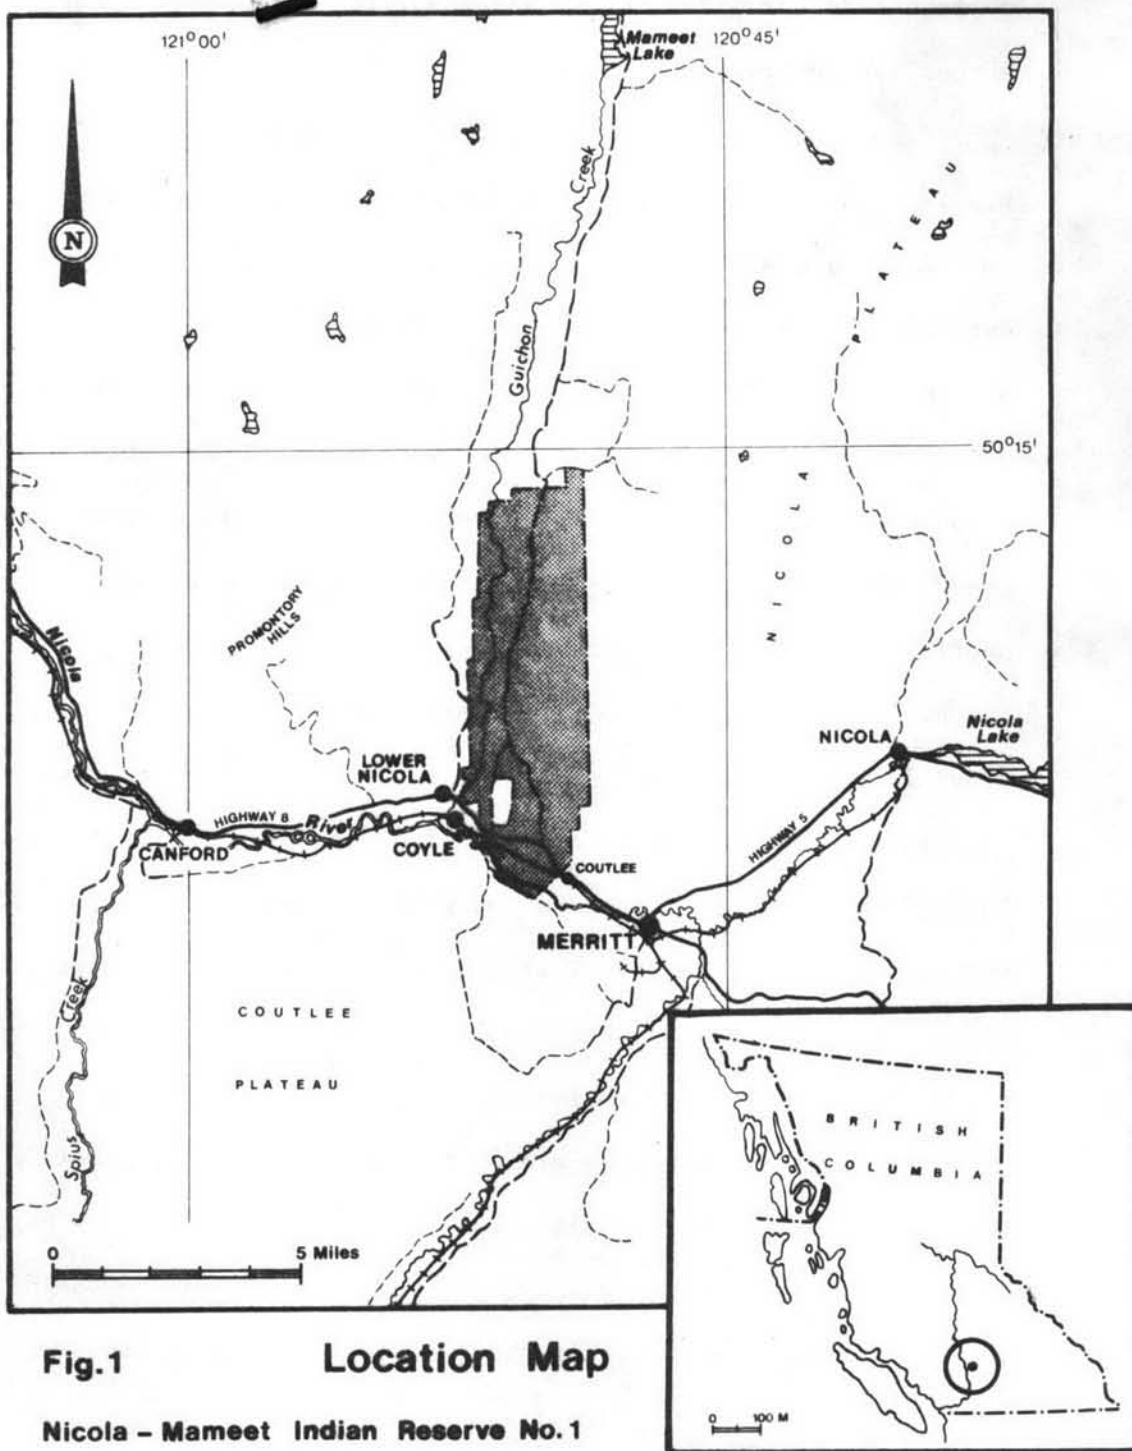 121°00'
120°45'
Mameet
Lake
N
Creek
Guichon
PLATEAU
50°15'
NICOLA
PROMONTORY
HILLS
Nicola
NICOLA
Nicola
Lake
LOWER
NICOLA
HIGHWAY 8
River
HIGHWAY 5
CANFORD
COYLE
COUTLEE
MERRITT
Creek
Spius
COUTLEE
PLATEAU
BRITISH
COLUMBIA
0 5 Miles
0 100 M
Fig.1 Location Map
Nicola - Mameet Indian Reserve No. 1